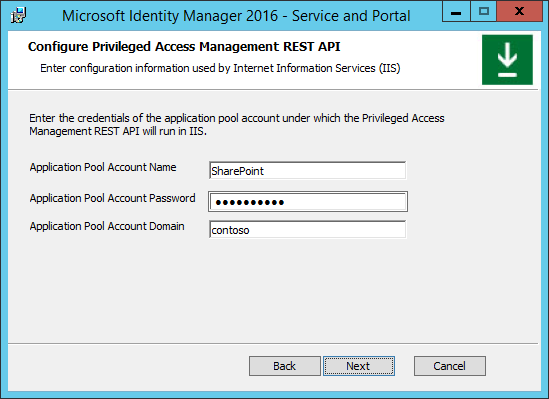 Microsoft Identity Manager 2016 - Service and Portal
Configure Privileged Access Management REST API
Enter configuration information used by Internet Information Services (IIS)
Enter the credentials of the application pool account under which the Privileged Access
Management REST API will run in IIS.
Application Pool Account Name
SharePoint
Application Pool Account Password
●●●●●●●●●●
Application Pool Account Domain
contoso
Back
Next
Cancel